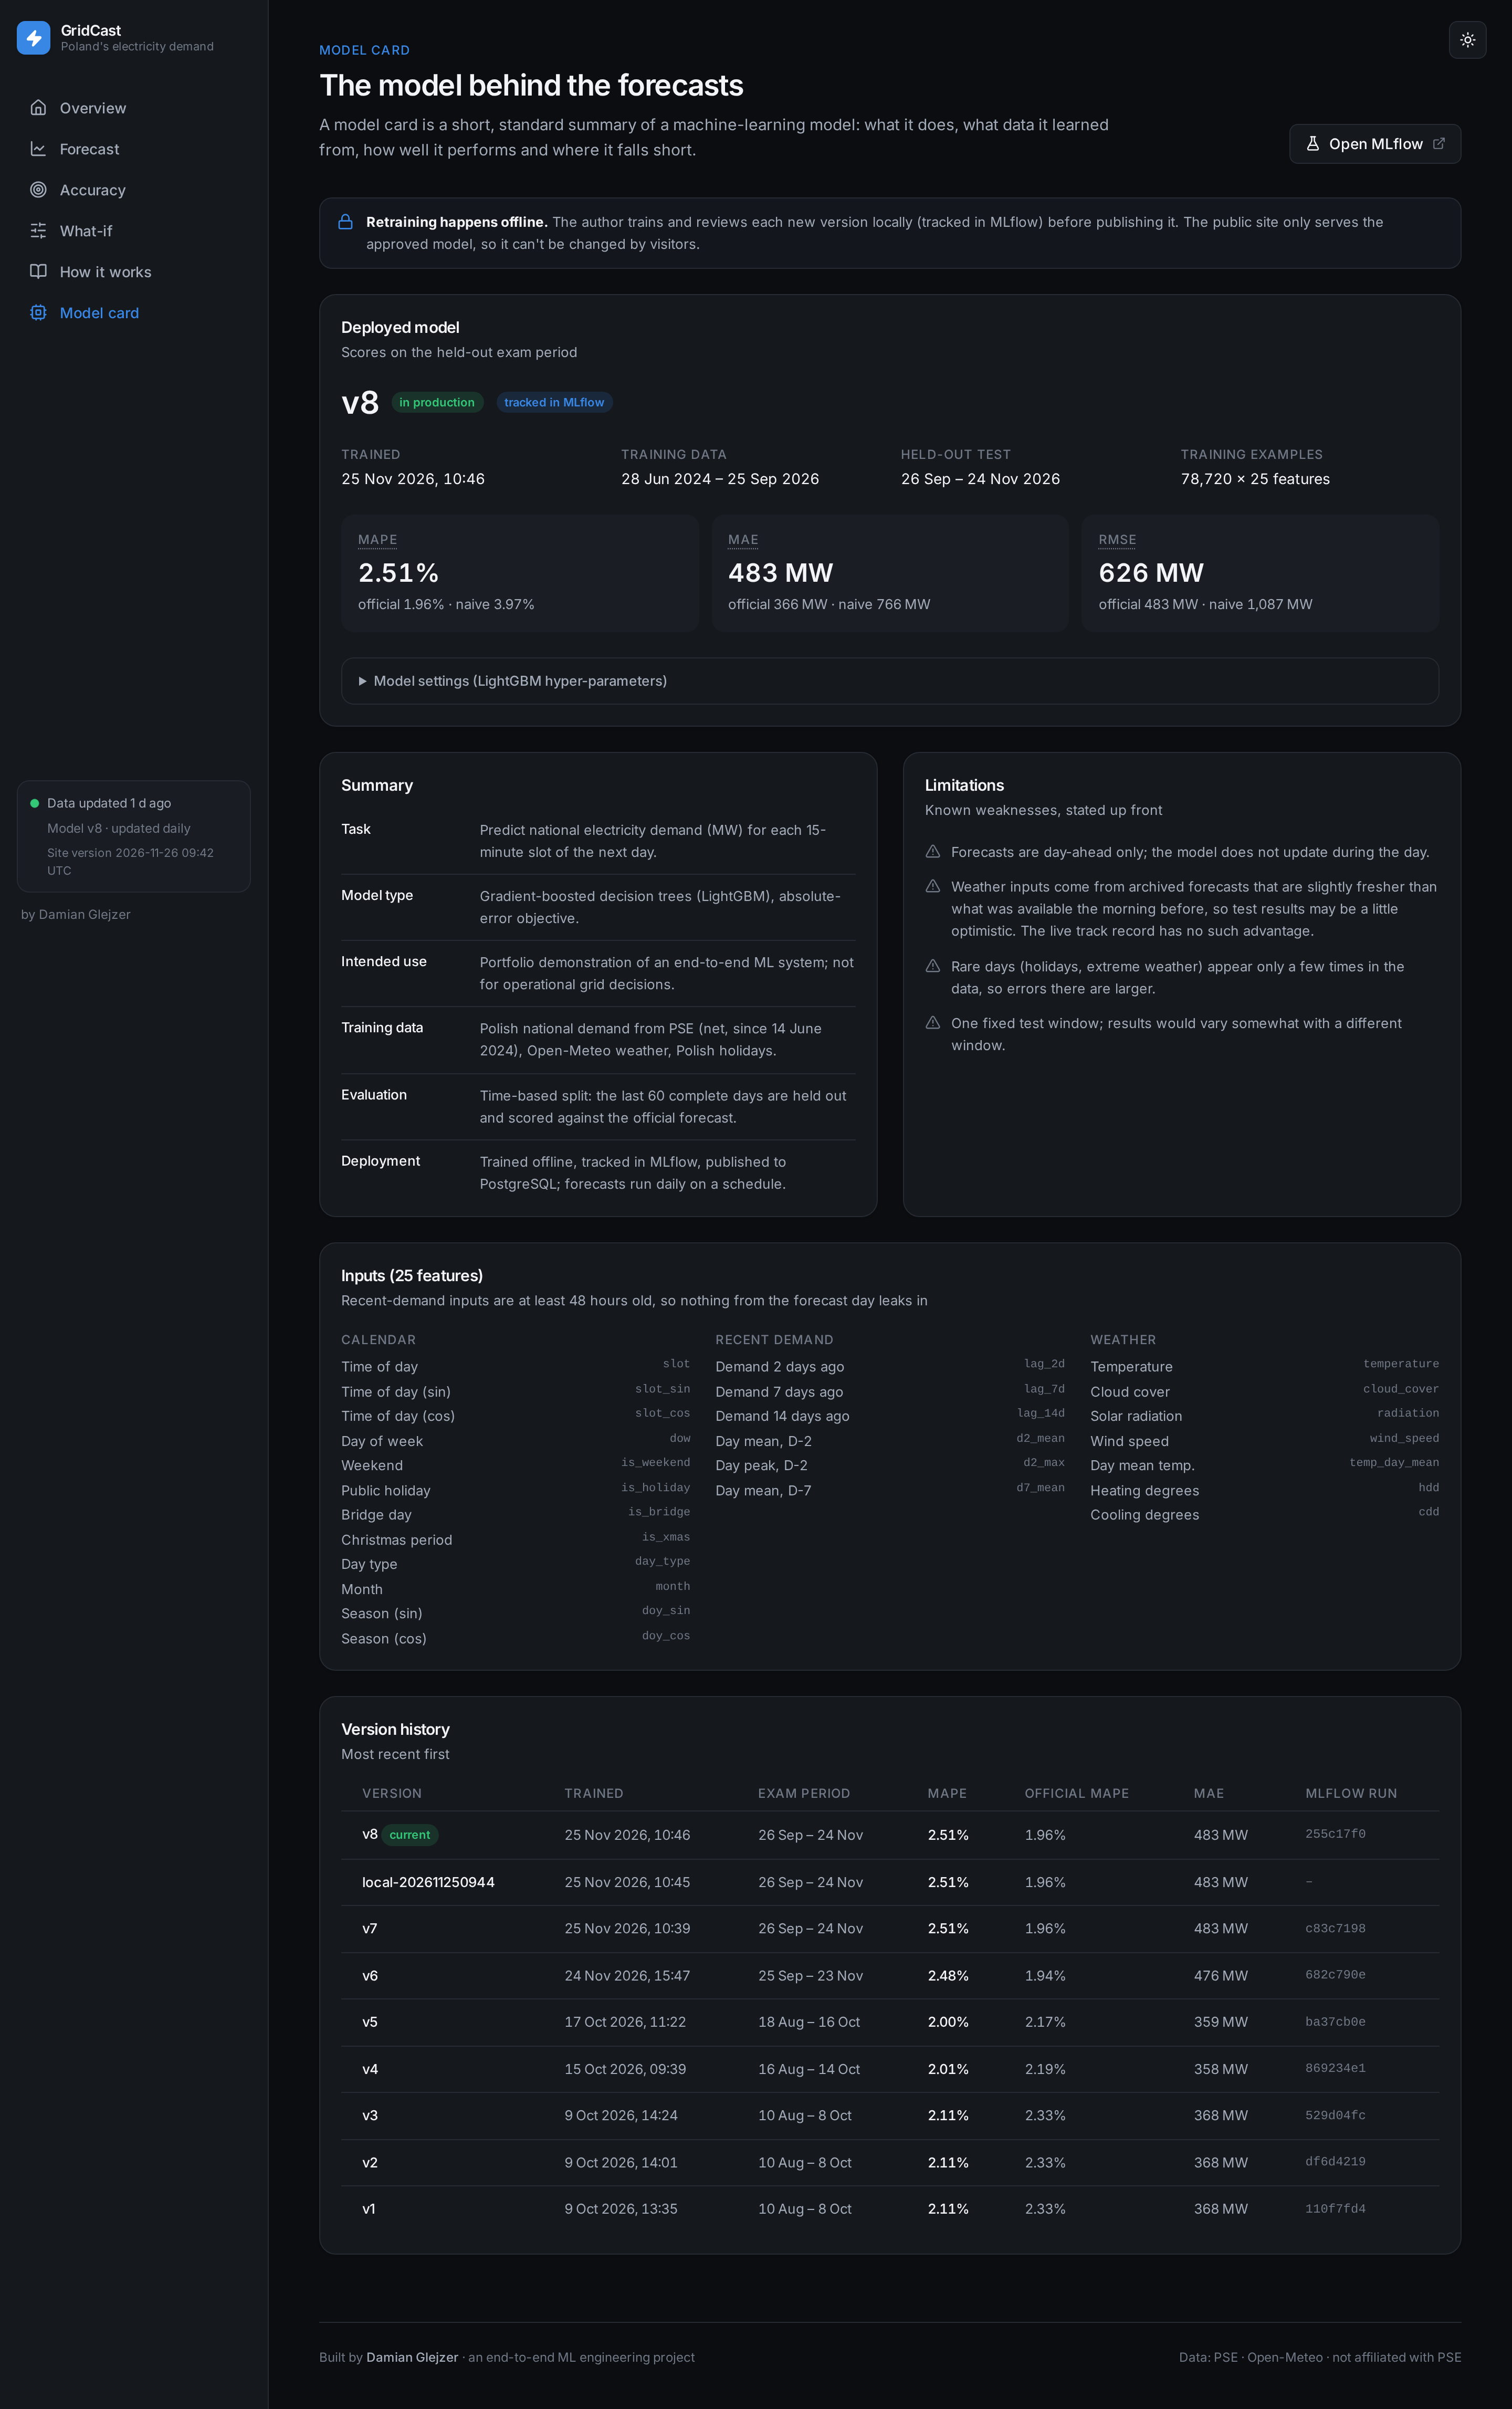 GridCast
Poland's electricity demand
Overview
Forecast
Accuracy
What-if
How it works
Model card
Data updated 1 d ago
Model v8 · updated daily
Site version 2026-11-26 09:42
UTC
by Damian Glejzer
MODEL CARD
The model behind the forecasts
A model card is a short, standard summary of a machine-learning model: what it does, what data it learned
from, how well it performs and where it falls short.
Open MLflow
Retraining happens offline. The author trains and reviews each new version locally (tracked in MLflow) before publishing it. The public site only serves the
approved model, so it can't be changed by visitors.
Deployed model
Scores on the held-out exam period
v8 in production tracked in MLflow
TRAINED TRAINING DATA HELD-OUT TEST TRAINING EXAMPLES
25 Nov 2026, 10:46 28 Jun 2024 – 25 Sep 2026 26 Sep – 24 Nov 2026 78,720 × 25 features
MAPE MAE RMSE
2.51% 483 MW 626 MW
official 1.96% · naive 3.97% official 366 MW · naive 766 MW official 483 MW · naive 1,087 MW
Model settings (LightGBM hyper-parameters)
Summary
Task Predict national electricity demand (MW) for each 15-
minute slot of the next day.
Model type Gradient-boosted decision trees (LightGBM), absolute-
error objective.
Intended use Portfolio demonstration of an end-to-end ML system; not
for operational grid decisions.
Training data Polish national demand from PSE (net, since 14 June
2024), Open-Meteo weather, Polish holidays.
Evaluation Time-based split: the last 60 complete days are held out
and scored against the official forecast.
Deployment Trained offline, tracked in MLflow, published to
PostgreSQL; forecasts run daily on a schedule.
Limitations
Known weaknesses, stated up front
Forecasts are day-ahead only; the model does not update during the day.
Weather inputs come from archived forecasts that are slightly fresher than
what was available the morning before, so test results may be a little
optimistic. The live track record has no such advantage.
Rare days (holidays, extreme weather) appear only a few times in the
data, so errors there are larger.
One fixed test window; results would vary somewhat with a different
window.
Inputs (25 features)
Recent-demand inputs are at least 48 hours old, so nothing from the forecast day leaks in
CALENDAR
Time of day slot
Time of day (sin) slot_sin
Time of day (cos) slot_cos
Day of week dow
Weekend is_weekend
Public holiday is_holiday
Bridge day is_bridge
Christmas period is_xmas
Day type day_type
Month month
Season (sin) doy_sin
Season (cos) doy_cos
RECENT DEMAND
Demand 2 days ago lag_2d
Demand 7 days ago lag_7d
Demand 14 days ago lag_14d
Day mean, D-2 d2_mean
Day peak, D-2 d2_max
Day mean, D-7 d7_mean
WEATHER
Temperature temperature
Cloud cover cloud_cover
Solar radiation radiation
Wind speed wind_speed
Day mean temp. temp_day_mean
Heating degrees hdd
Cooling degrees cdd
Version history
Most recent first
VERSION TRAINED EXAM PERIOD MAPE OFFICIAL MAPE MAE MLFLOW RUN
v8 current 25 Nov 2026, 10:46 26 Sep – 24 Nov 2.51% 1.96% 483 MW 255c17f0
local-202611250944 25 Nov 2026, 10:45 26 Sep – 24 Nov 2.51% 1.96% 483 MW –
v7 25 Nov 2026, 10:39 26 Sep – 24 Nov 2.51% 1.96% 483 MW c83c7198
v6 24 Nov 2026, 15:47 25 Sep – 23 Nov 2.48% 1.94% 476 MW 682c790e
v5 17 Oct 2026, 11:22 18 Aug – 16 Oct 2.00% 2.17% 359 MW ba37cb0e
v4 15 Oct 2026, 09:39 16 Aug – 14 Oct 2.01% 2.19% 358 MW 869234e1
v3 9 Oct 2026, 14:24 10 Aug – 8 Oct 2.11% 2.33% 368 MW 529d04fc
v2 9 Oct 2026, 14:01 10 Aug – 8 Oct 2.11% 2.33% 368 MW df6d4219
v1 9 Oct 2026, 13:35 10 Aug – 8 Oct 2.11% 2.33% 368 MW 110f7fd4
Built by Damian Glejzer · an end-to-end ML engineering project
Data: PSE · Open-Meteo · not affiliated with PSE